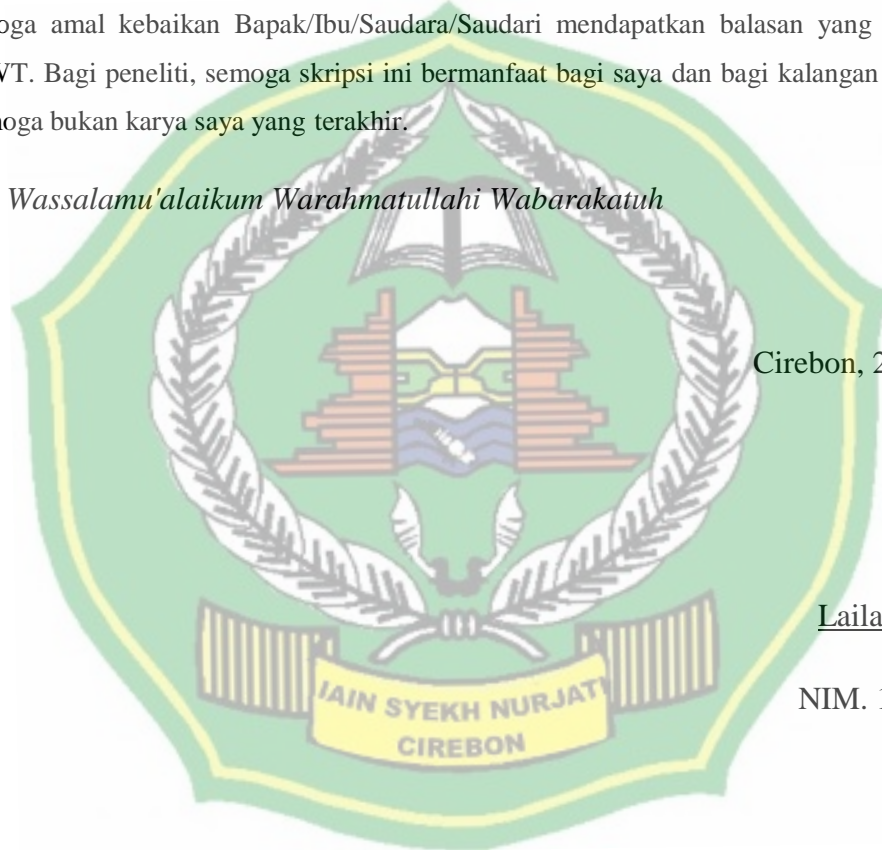 oga amal kebaikan Bapak/Ibu/Saudara/Saudari mendapatkan balasan yang
VT. Bagi peneliti, semoga skripsi ini bermanfaat bagi saya dan bagi kalangan
noga bukan karya saya yang terakhir.
Wassalamu'alaikum Warahmatullahi Wabarakatuh
Cirebon, 2
Laila
NIM. 1
IAIN SYEKH NURJATI
CIREBON